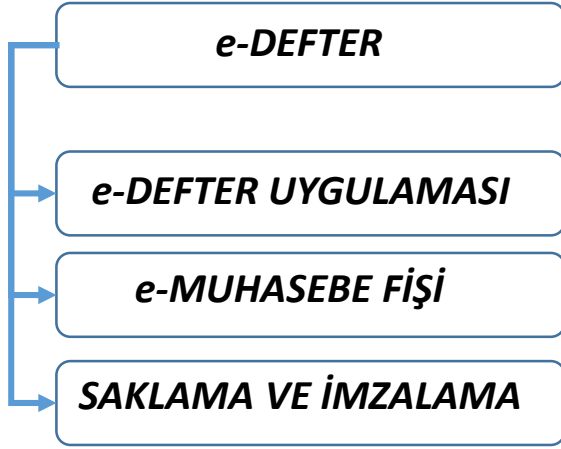 e-DEFTER
e-DEFTER UYGULAMASI
e-MUHASEBE FİŞİ
SAKLAMA VE İMZALAMA